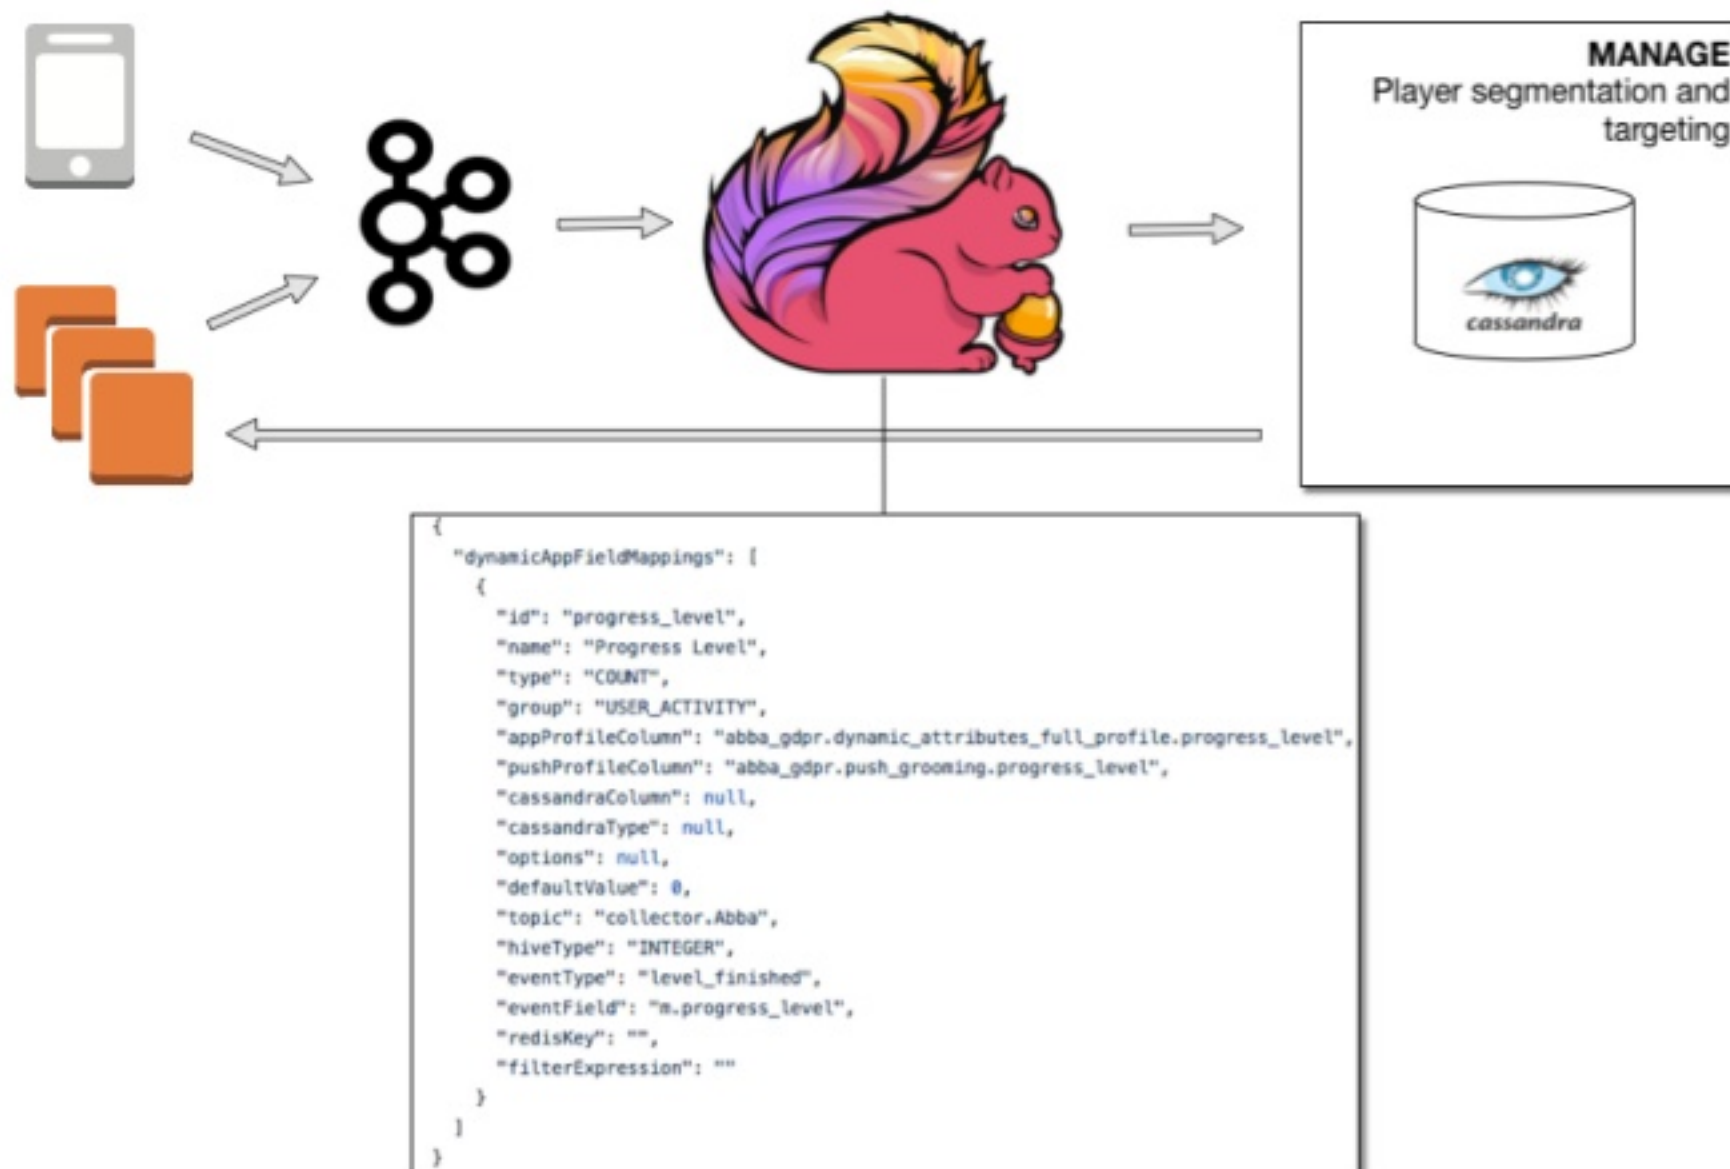 MANAGE
Player segmentation and
targeting
cassandra
{
  "dynamicAppFieldMappings": [
    {
      "id": "progress_level",
      "name": "Progress Level",
      "type": "COUNT",
      "group": "USER_ACTIVITY",
      "appProfileColumn": "abba_gdpr.dynamic_attributes_full_profile.progress_level",
      "pushProfileColumn": "abba_gdpr.push_grooming.progress_level",
      "cassandraColumn": null,
      "cassandraType": null,
      "options": null,
      "defaultValue": 0,
      "topic": "collector.Abba",
      "hiveType": "INTEGER",
      "eventType": "level_finished",
      "eventField": "m.progress_level",
      "redisKey": "",
      "filterExpression": ""
    }
  ]
}